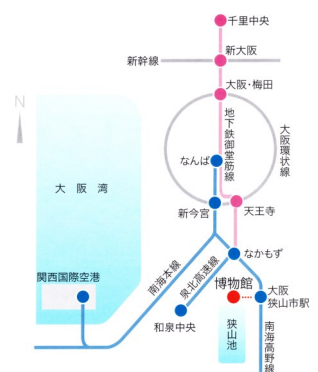 千里中央
新大阪
新幹線
大阪・梅田
N
地下鉄御堂筋線
大阪環状線
なんば
大阪湾
新今宮
天王寺
関西国際空港
南海本線
泉北高速線
なかもず
博物館
大阪
狭山市駅
和泉中央
狭山池
南海高野線